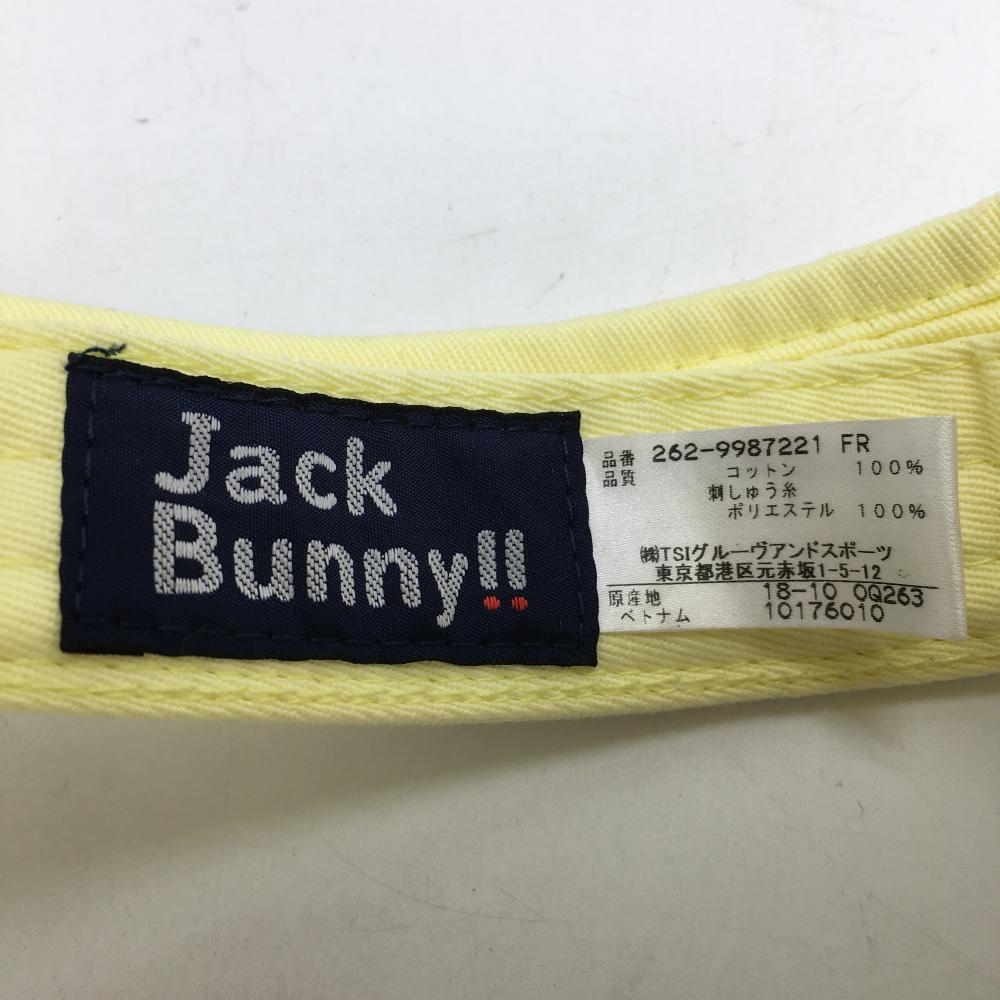 Jack
Bunny!!
品番 262-9987221 FR
品質 コットン 100%
刺しゅう糸
ポリエステル 100%
㈱TSIグルーヴアンドスポーツ
東京都港区元赤坂1-5-12
原産地 18-10 0Q263
ベトナム 10176010